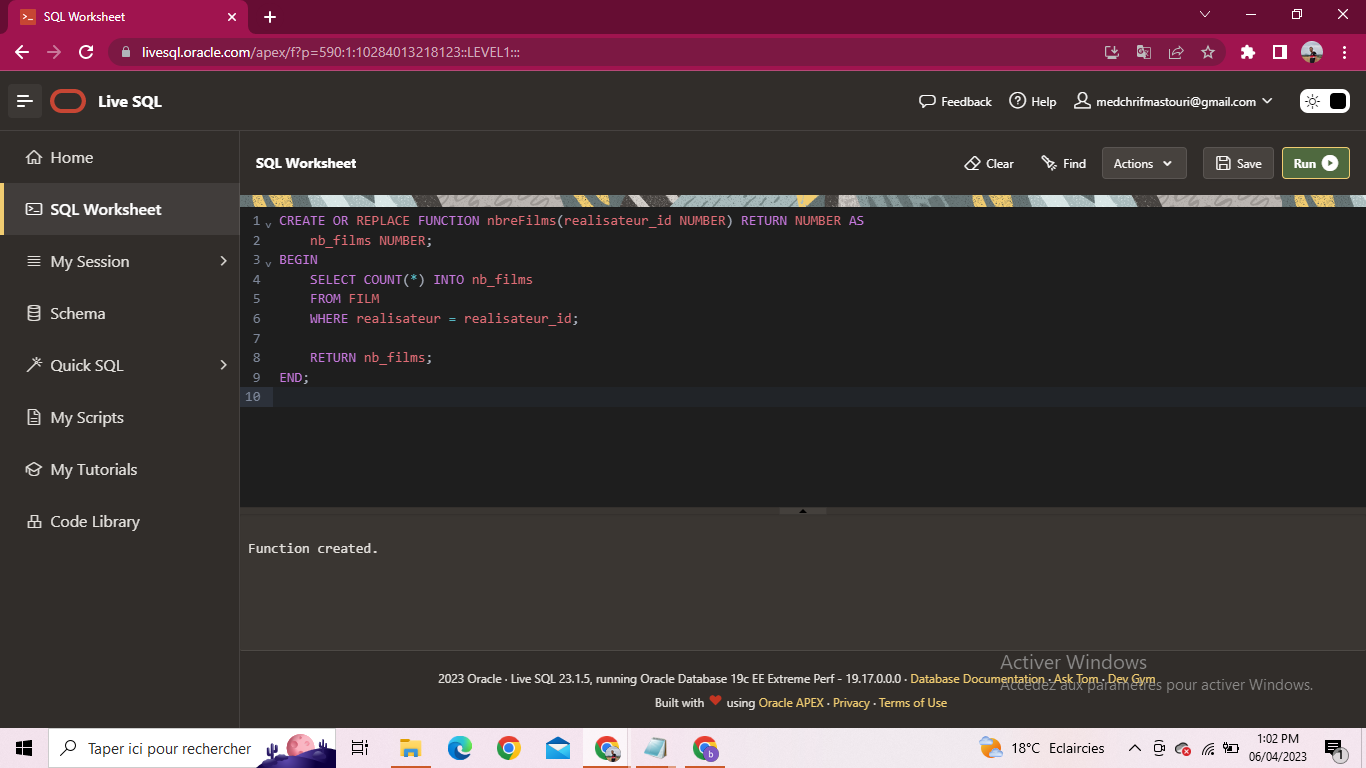 SQL Worksheet
livesql.oracle.com/apex/f?p=590:1:10284013218123::LEVEL1:::
Live SQL
Feedback
Help
medchrifmastouri@gmail.com
Home
SQL Worksheet
My Session
Schema
Quick SQL
My Scripts
My Tutorials
Code Library
SQL Worksheet
Clear
Find
Actions
Save
Run
1 CREATE OR REPLACE FUNCTION nbreFilms(realisateur_id NUMBER) RETURN NUMBER AS
2 nb_films NUMBER;
3 BEGIN
4 SELECT COUNT(*) INTO nb_films
5 FROM FILM
6 WHERE realisateur = realisateur_id;
7
8 RETURN nb_films;
9 END;
10
Function created.
2023 Oracle · Live SQL 23.1.5, running Oracle Database 19c EE Extreme Perf - 19.17.0.0.0 · Database Documentation · Ask Tom · Dev Gym
Built with ❤ using Oracle APEX · Privacy · Terms of Use
Activer Windows
Accédez aux paramètres pour activer Windows.
Taper ici pour rechercher
b
18°C Eclaircies
1:02 PM
06/04/2023
1